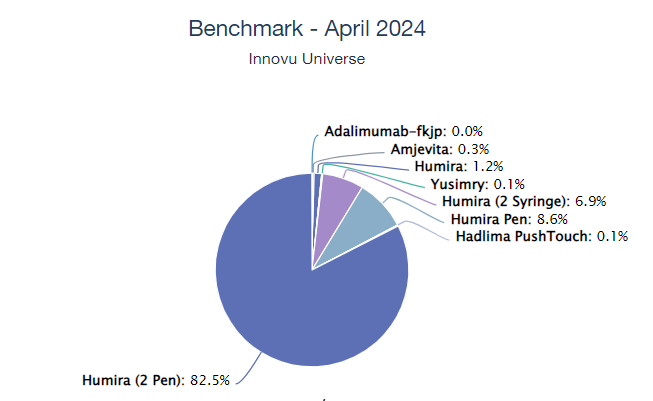 Benchmark - April 2024
Innovu Universe
Adalimumab-fkjp: 0.0%
Amjevita: 0.3%
Humira: 1.2%
Yusimry: 0.1%
Humira (2 Syringe): 6.9%
Humira Pen: 8.6%
Hadlima PushTouch: 0.1%
Humira (2 Pen): 82.5%